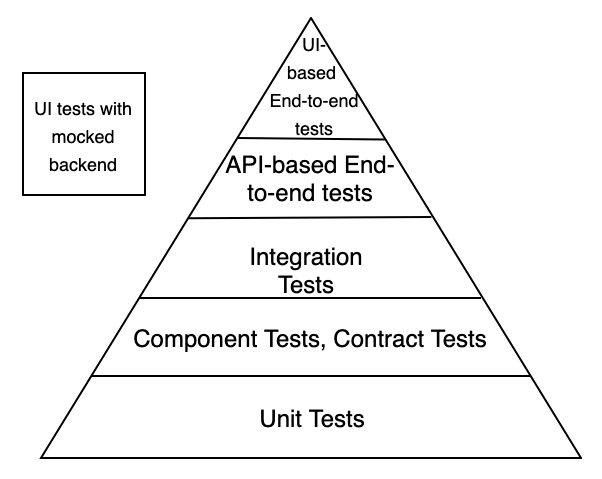 UI-
based
End-to-end
tests
UI tests with
mocked
backend
API-based End-
to-end tests
Integration
Tests
Component Tests, Contract Tests
Unit Tests